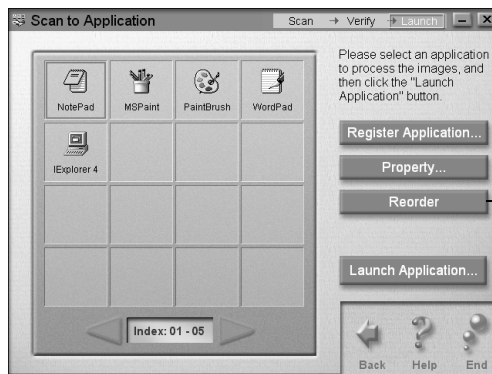 Scan to Application
Scan → Verify → Launch
Please select an application
to process the images, and
then click the "Launch
Application" button.
NotePad MSPaint PaintBrush WordPad
IExplorer 4
Register Application...
Property...
Reorder
Launch Application...
Index: 01 - 05
Back Help End